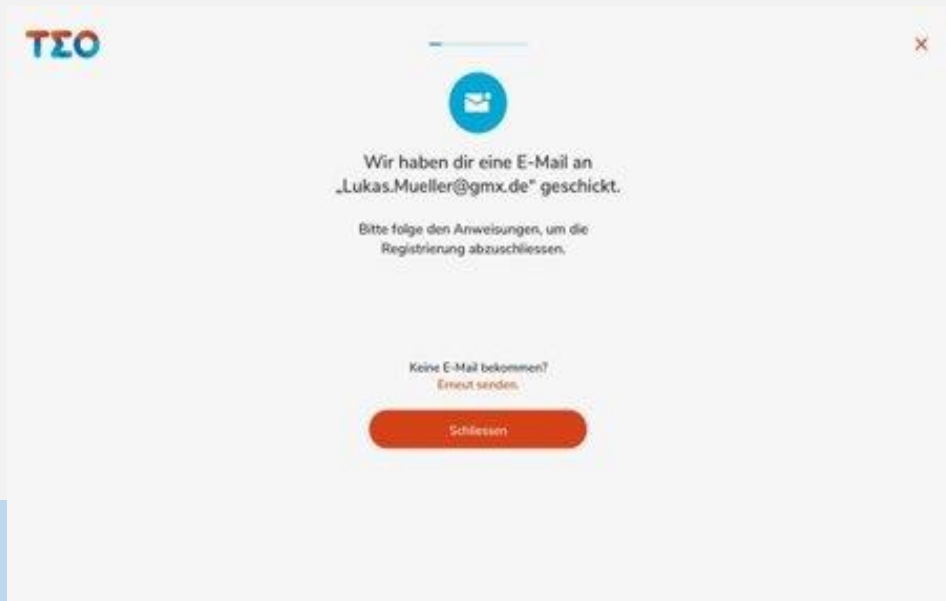 TΣO
Wir haben dir eine E-Mail an
„Lukas.Mueller@gmx.de“ geschickt.
Bitte folge den Anweisungen, um die
Registrierung abzuschliessen.
Keine E-Mail bekommen?
Erneut senden.
Schliessen